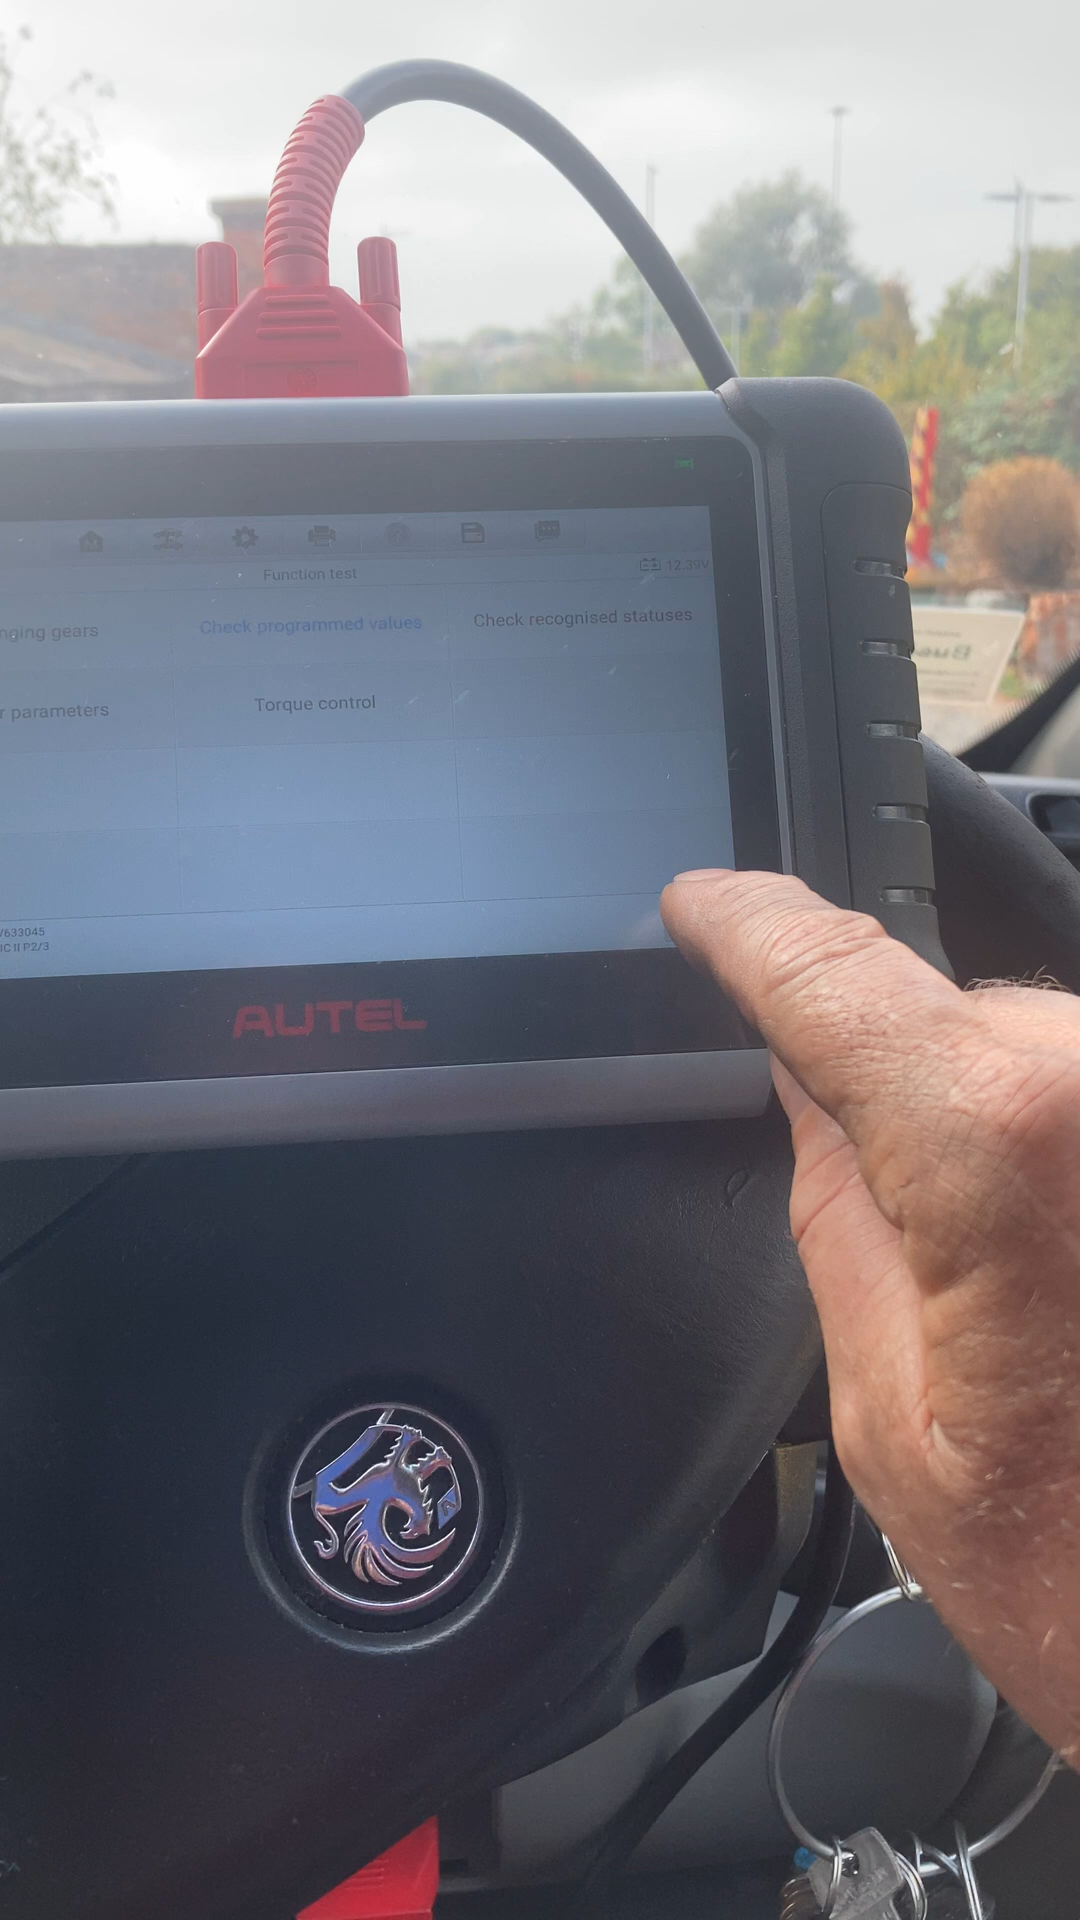 Function test
12.39V
nging gears
Check programmed values
Check recognised statuses
r parameters
Torque control
/633045
IC II P.2/3
AUTEL